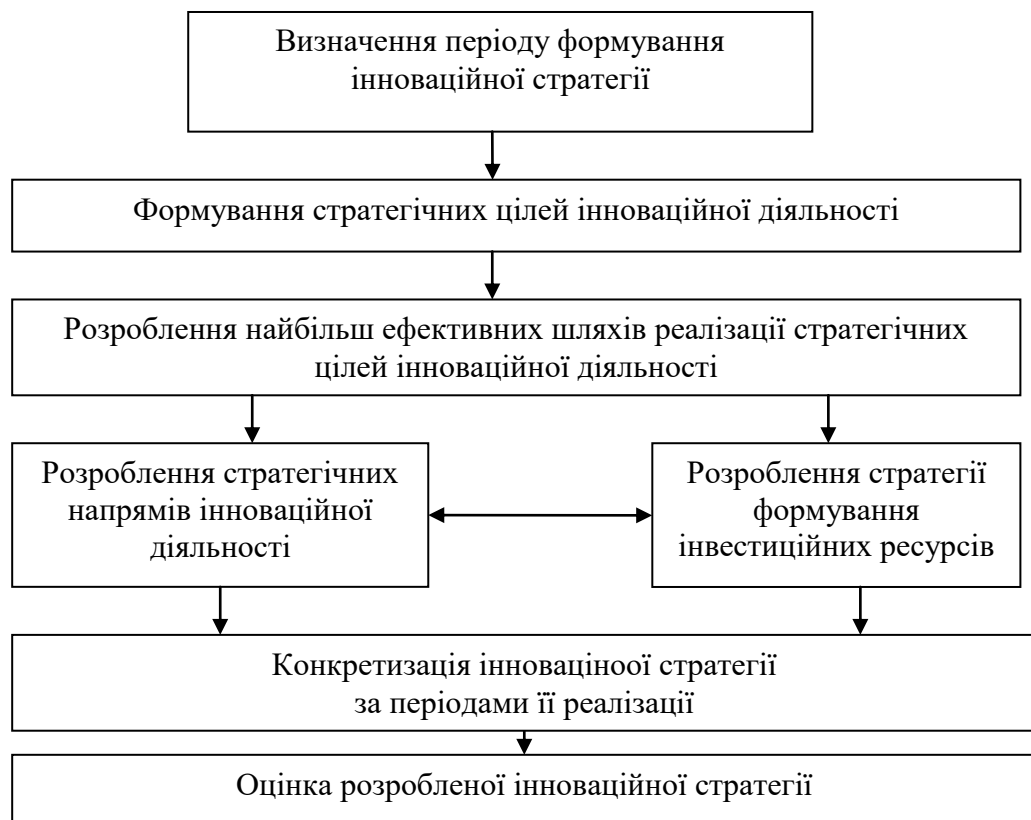 Визначення періоду формування
інноваційної стратегії
Формування стратегічних цілей інноваційної діяльності
Розроблення найбільш ефективних шляхів реалізації стратегічних
цілей інноваційної діяльності
Розроблення стратегічних
напрямів інноваційної
діяльності
Розроблення стратегії
формування
інвестиційних ресурсів
Конкретизація інноваціноої стратегії
за періодами її реалізації
Оцінка розробленої інноваційної стратегії